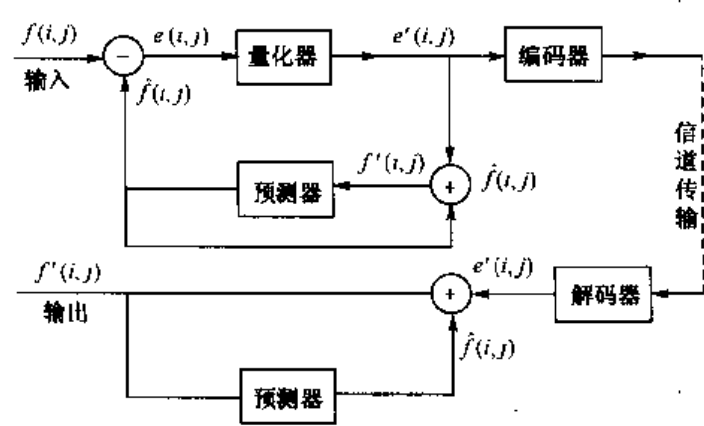 f(i,j)
e(i,j)
e′(i,j)
−
量化器
编码器
输入
f̂(i,j)
信道传输
f′(i,j)
预测器
+
f̂(i,j)
f′(i,j)
e′(i,j)
+
解码器
输出
f̂(i,j)
预测器